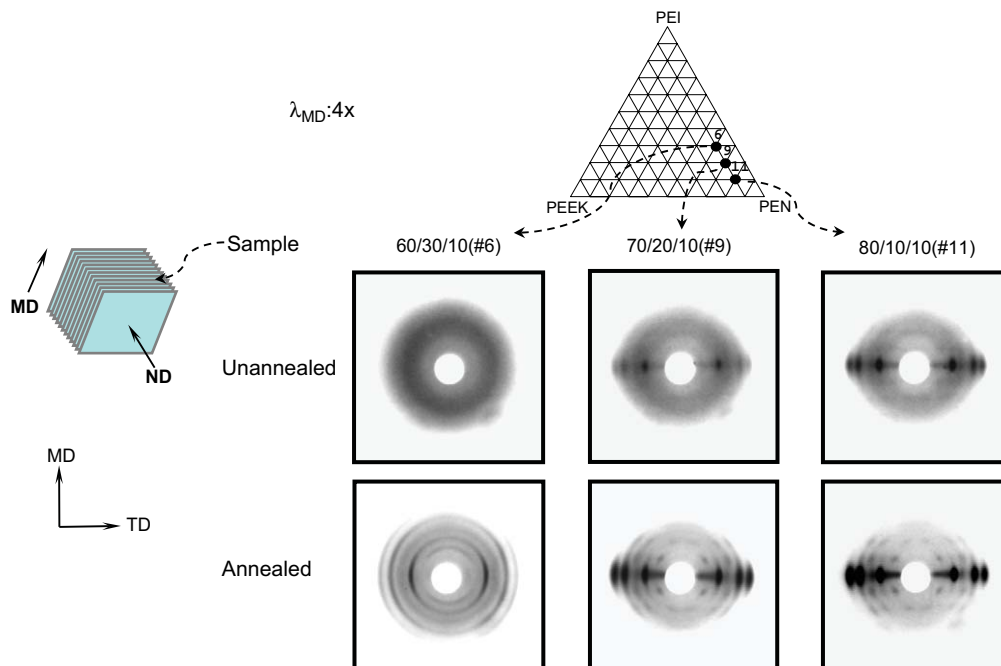 PEI
λMD:4x
6
9
11
PEEK
PEN
Sample
60/30/10(#6)
70/20/10(#9)
80/10/10(#11)
MD
ND
Unannealed
MD
TD
Annealed